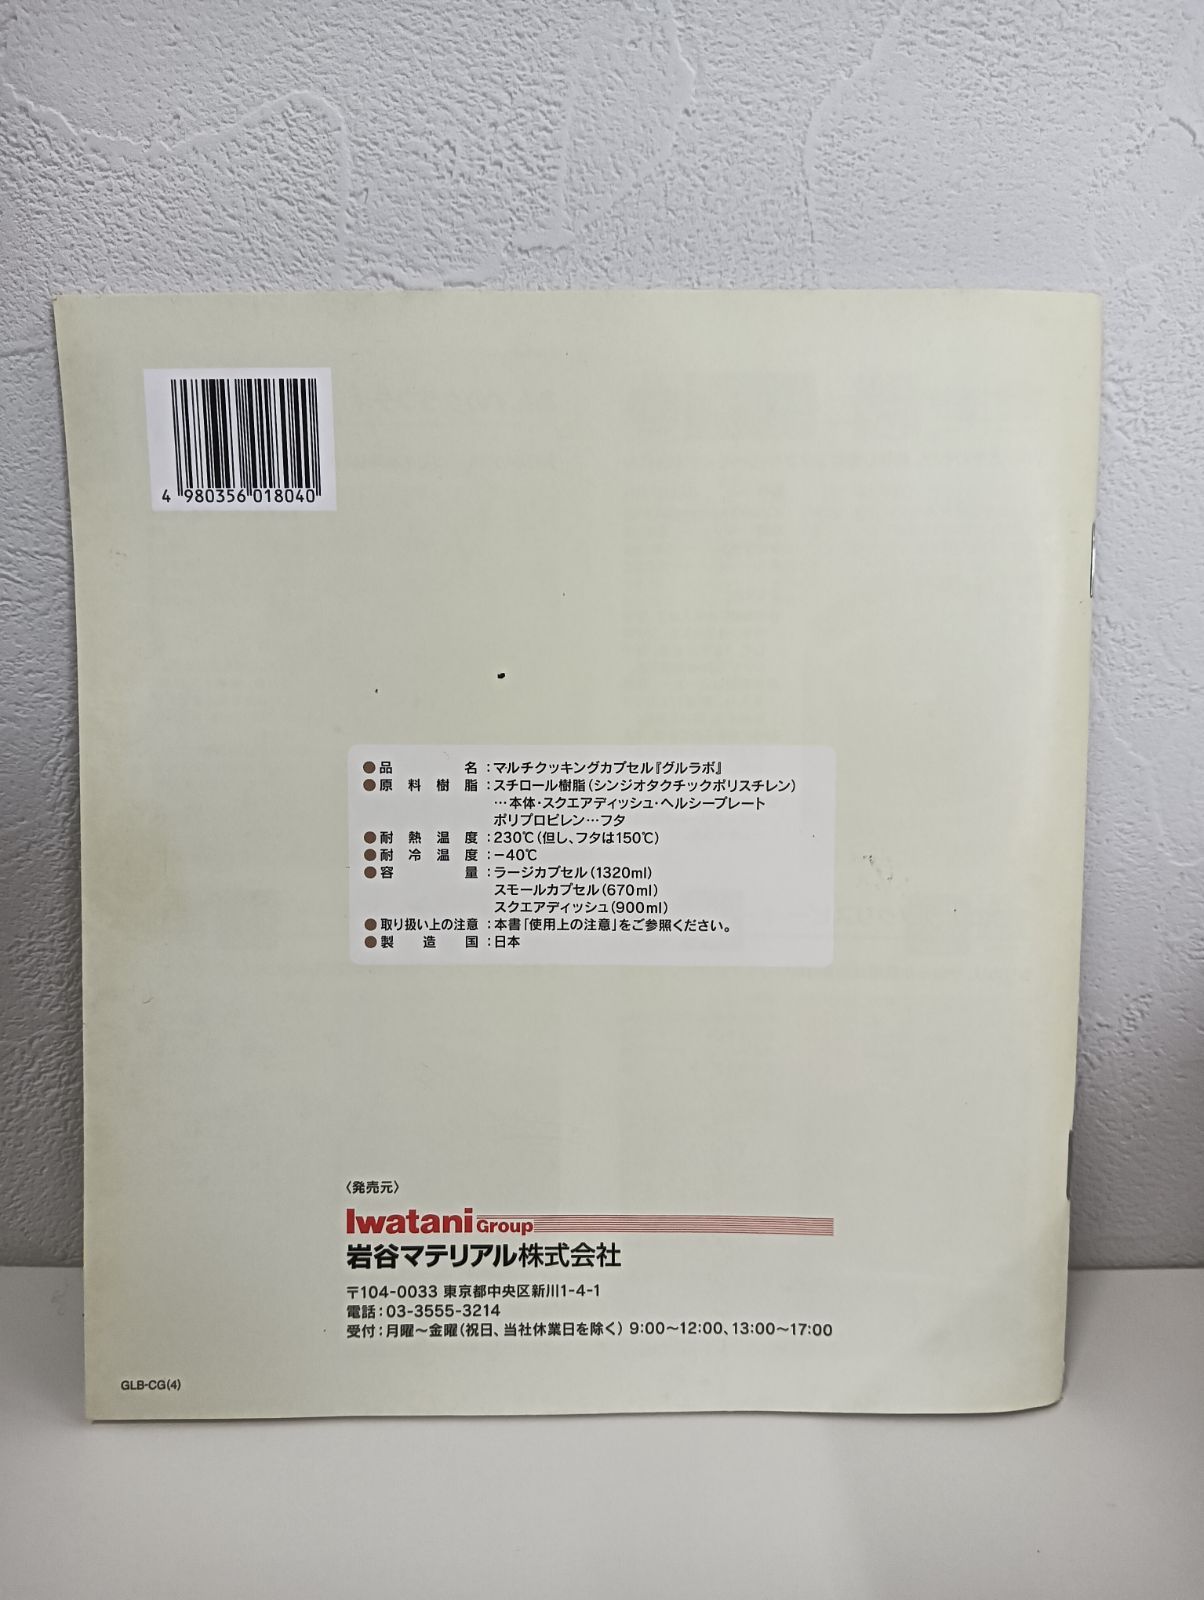 4 980356 018040
●品名：マルチクッキングカプセル『グルラボ』
●原料樹脂：スチロール樹脂（シンジオタクチックポリスチレン）
…本体・スクエアディッシュ・ヘルシープレート
ポリプロピレン…フタ
●耐熱温度：230℃（但し、フタは150℃）
●耐冷温度：−40℃
●容量：ラージカプセル（1320ml）
スモールカプセル（670ml）
スクエアディッシュ（900ml）
●取り扱い上の注意：本書「使用上の注意」をご参照ください。
●製造国：日本
〈発売元〉
Iwatani Group
岩谷マテリアル株式会社
〒104-0033 東京都中央区新川1-4-1
電話：03-3555-3214
受付：月曜〜金曜（祝日、当社休業日を除く） 9:00〜12:00、13:00〜17:00
GLB-CG(4)